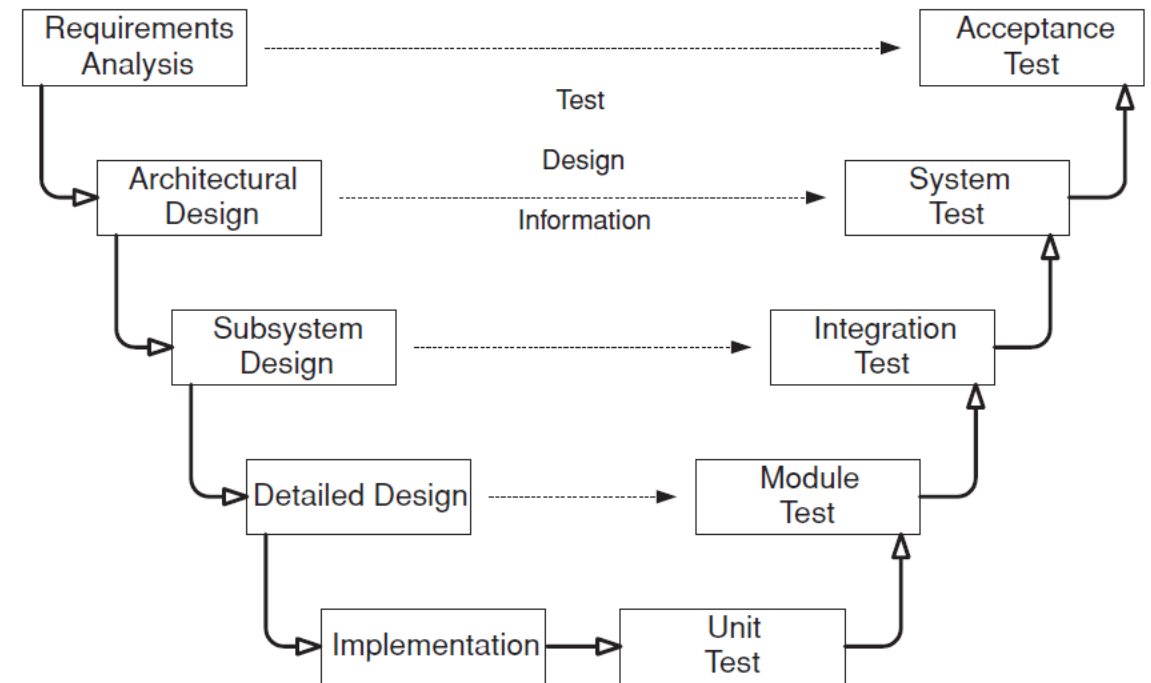 Requirements
Analysis
Acceptance
Test
Test
Design
Information
Architectural
Design
System
Test
Subsystem
Design
Integration
Test
Detailed Design
Module
Test
Implementation
Unit
Test